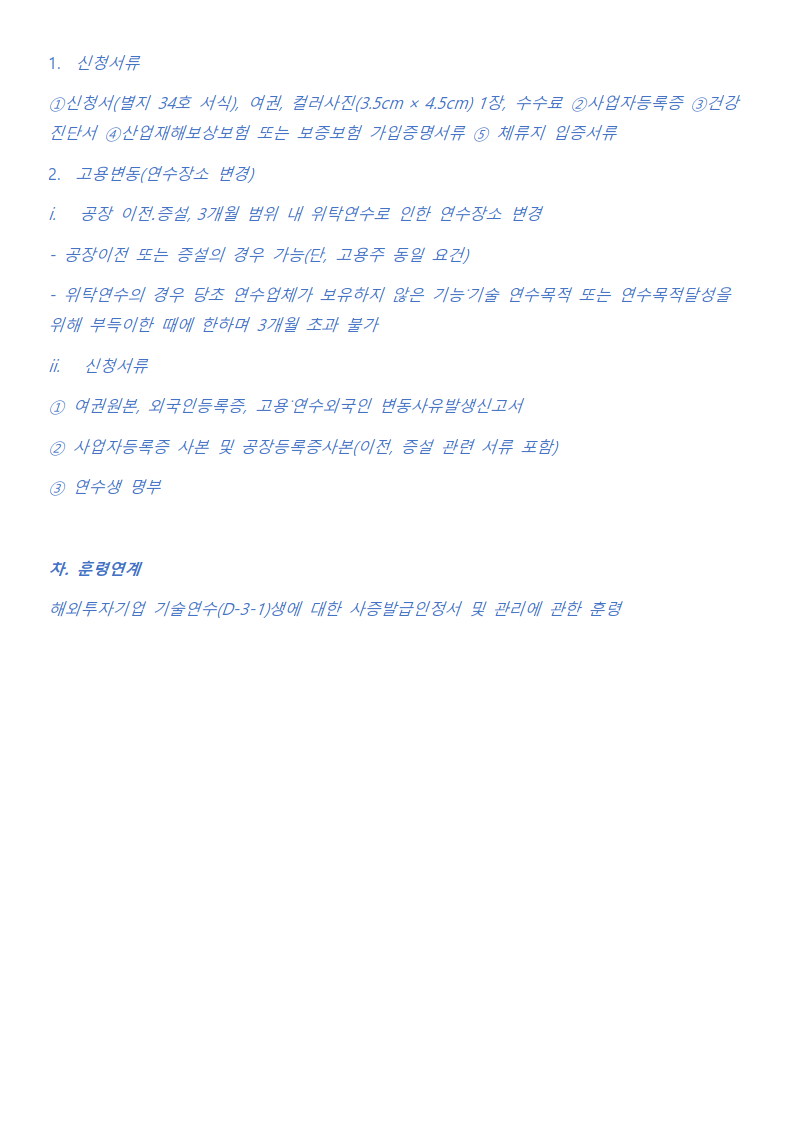 1. 신청서류
①신청서(별지 34호 서식), 여권, 컬러사진(3.5cm × 4.5cm) 1장, 수수료 ②사업자등록증 ③건강
진단서 ④산업재해보상보험 또는 보증보험 가입증명서류 ⑤ 체류지 입증서류
2. 고용변동(연수장소 변경)
i. 공장 이전.증설, 3개월 범위 내 위탁연수로 인한 연수장소 변경
- 공장이전 또는 증설의 경우 가능(단, 고용주 동일 요건)
- 위탁연수의 경우 당초 연수업체가 보유하지 않은 기능˙기술 연수목적 또는 연수목적달성을
위해 부득이한 때에 한하며 3개월 초과 불가
ii. 신청서류
① 여권원본, 외국인등록증, 고용˙연수외국인 변동사유발생신고서
② 사업자등록증 사본 및 공장등록증사본(이전, 증설 관련 서류 포함)
③ 연수생 명부
차. 훈령연계
해외투자기업 기술연수(D-3-1)생에 대한 사증발급인정서 및 관리에 관한 훈령